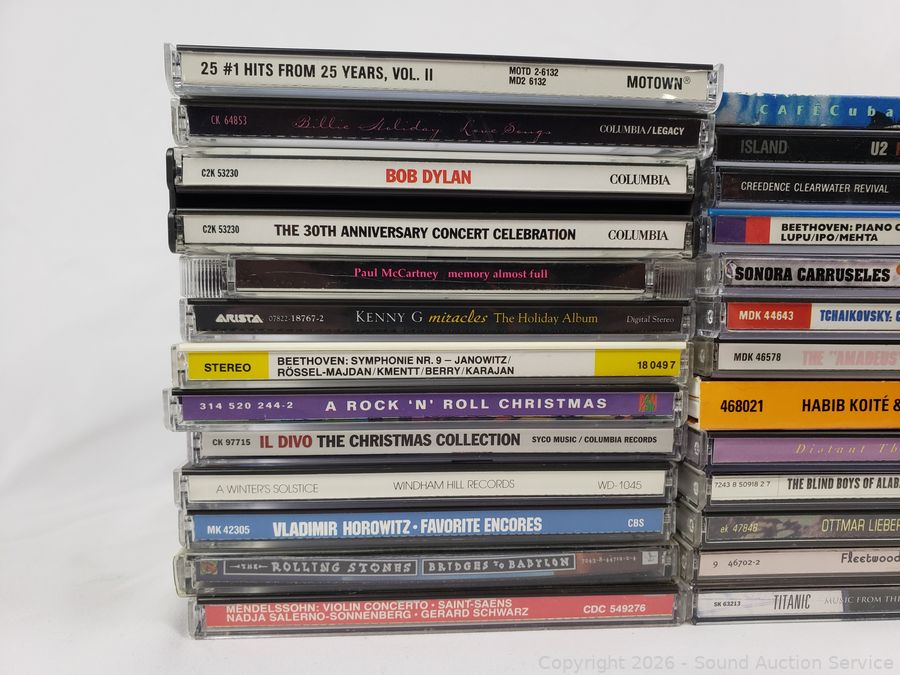 25 #1 HITS FROM 25 YEARS, VOL. II MOTD 2-6132 MOTOWN®
MD2 6132
CK 64853 Billie Holiday Love Songs COLUMBIA/LEGACY
C2K 53230 BOB DYLAN COLUMBIA
C2K 53230 THE 30TH ANNIVERSARY CONCERT CELEBRATION COLUMBIA
Paul McCartney memory almost full
ARISTA 07822-18767-2 KENNY G miracles The Holiday Album Digital Stereo
STEREO BEETHOVEN: SYMPHONIE NR. 9 – JANOWITZ/ 18 049 7
RÖSSEL-MAJDAN/KMENTT/BERRY/KARAJAN
314 520 244-2 A ROCK 'N' ROLL CHRISTMAS
CK 97715 IL DIVO THE CHRISTMAS COLLECTION SYCO MUSIC / COLUMBIA RECORDS
A WINTER'S SOLSTICE WINDHAM HILL RECORDS WD-1045
MK 42305 VLADIMIR HOROWITZ • FAVORITE ENCORES CBS
THE ROLLING STONES BRIDGES TO BABYLON
MENDELSSOHN: VIOLIN CONCERTO • SAINT-SAENS CDC 549276
NADJA SALERNO-SONNENBERG • GERARD SCHWARZ
CAFÉ Cuba
ISLAND U2
CREEDENCE CLEARWATER REVIVAL
BEETHOVEN: PIANO
LUPU/IPO/MEHTA
SONORA CARRUSELES
MDK 44643 TCHAIKOVSKY:
MDK 46578 THE "AMADEUS"
468021 HABIB KOITÉ &
Distant Th
7243 8 50918 2 7 THE BLIND BOYS OF ALAB
ek 47848 OTTMAR LIEBER
9 46702-2 Fleetwood
SK 63213 TITANIC MUSIC FROM THE
Copyright 2026 - Sound Auction Service